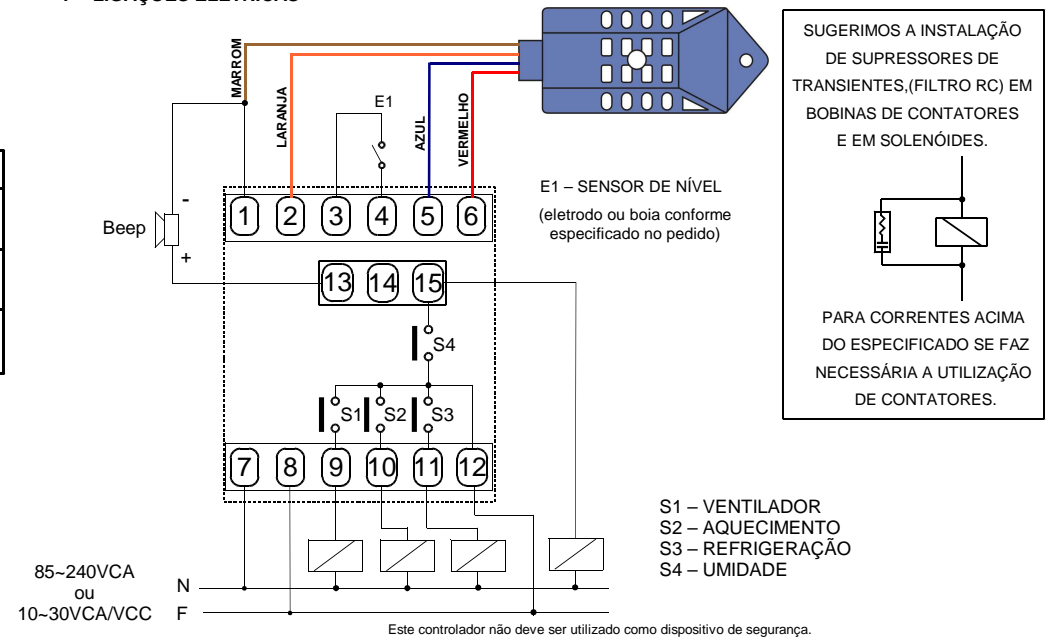 MARROM
LARANJA
E1
AZUL
VERMELHO
SUGERIMOS A INSTALAÇÃO
DE SUPRESSORES DE
TRANSIENTES,(FILTRO RC) EM
BOBINAS DE CONTATORES
E EM SOLENÓIDES.
PARA CORRENTES ACIMA
DO ESPECIFICADO SE FAZ
NECESSÁRIA A UTILIZAÇÃO
DE CONTATORES.
E1 – SENSOR DE NÍVEL
(eletrodo ou boia conforme
especificado no pedido)
1 2 3 4 5 6
-
Beep
+
13 14 15
S4
S1 S2 S3
7 8 9 10 11 12
S1 – VENTILADOR
S2 – AQUECIMENTO
S3 – REFRIGERAÇÃO
S4 – UMIDADE
85~240VCA
ou
10~30VCA/VCC
N
F
Este controlador não deve ser utilizado como dispositivo de segurança.